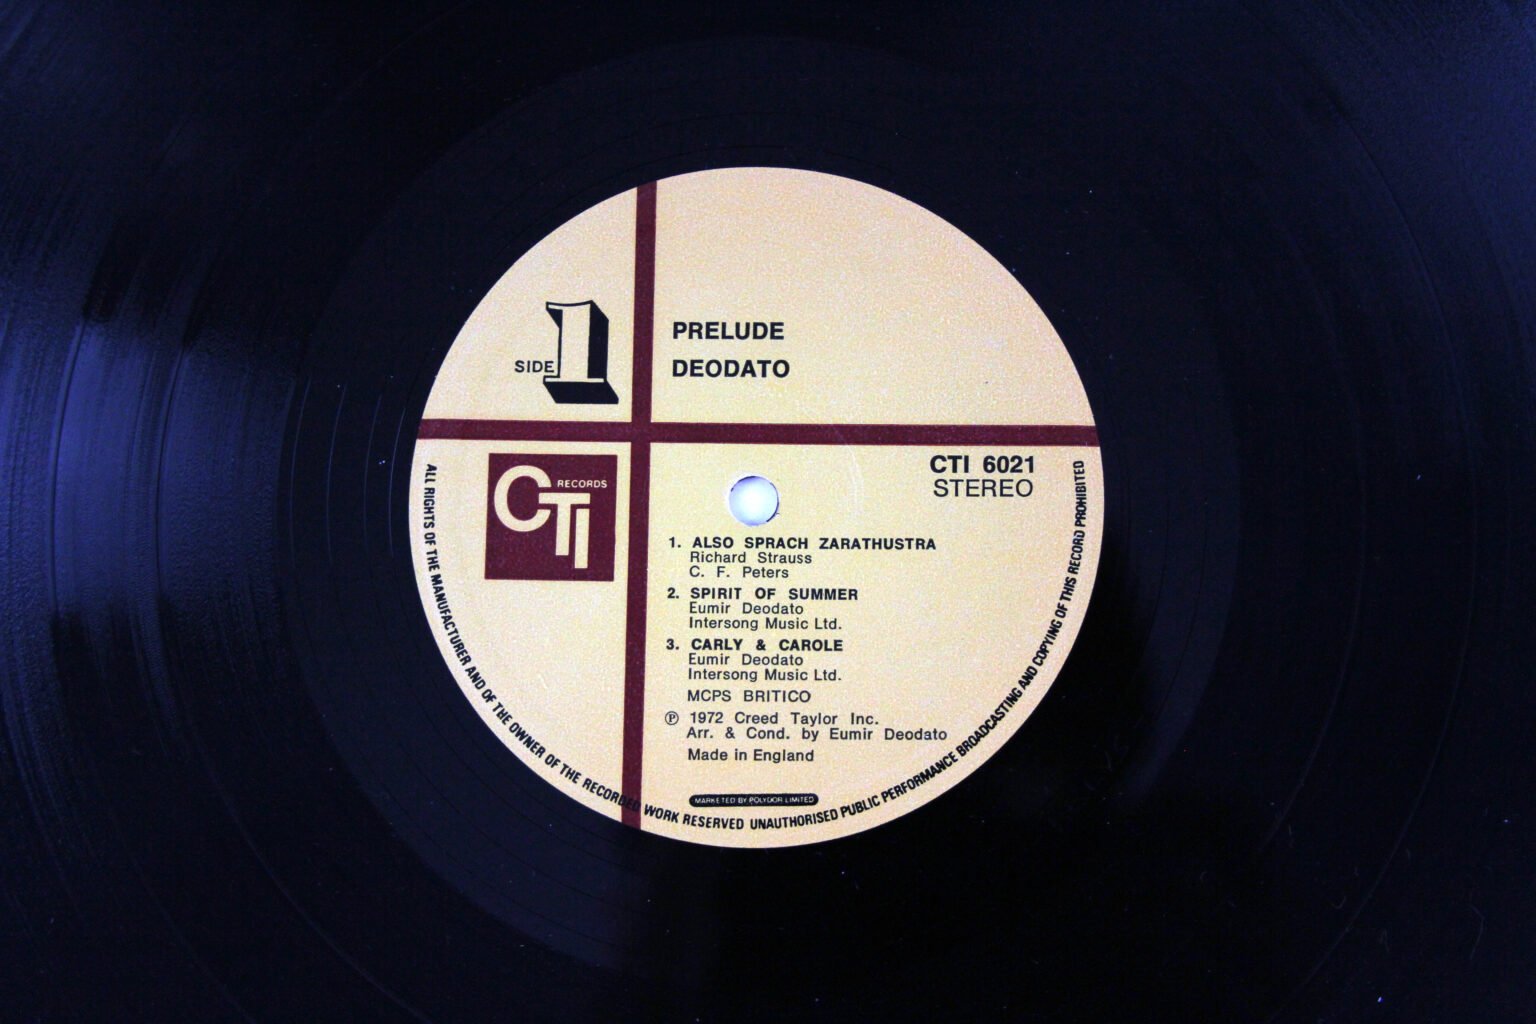 SIDE 1
PRELUDE
DEODATO
CTI RECORDS
CTI 6021
STEREO
1. ALSO SPRACH ZARATHUSTRA
Richard Strauss
C. F. Peters
2. SPIRIT OF SUMMER
Eumir Deodato
Intersong Music Ltd.
3. CARLY & CAROLE
Eumir Deodato
Intersong Music Ltd.
MCPS BRITICO
℗ 1972 Creed Taylor Inc.
Arr. & Cond. by Eumir Deodato
Made in England
MARKETED BY POLYDOR LIMITED
ALL RIGHTS OF THE MANUFACTURER AND OF THE OWNER OF THE RECORDED WORK RESERVED UNAUTHORISED PUBLIC PERFORMANCE BROADCASTING AND COPYING OF THIS RECORD PROHIBITED